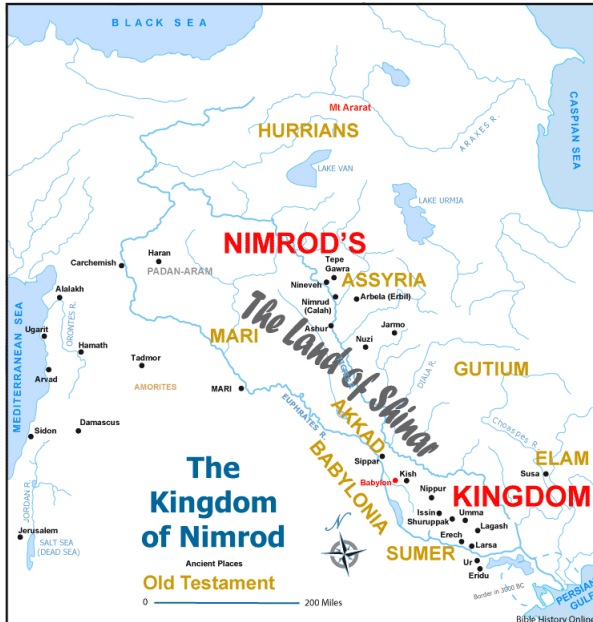 BLACK SEA
CASPIAN SEA
Mt Ararat
HURRIANS
ARAXES R.
LAKE VAN
LAKE URMIA
NIMROD'S
Haran
Carchemish
PADAN-ARAM
Tepe
Gawra
Nineveh
ASSYRIA
Nimrud
(Calah)
Arbela (Erbil)
Alalakh
ORONTES R.
The Land of Shinar
Ashur
Jarmo
Nuzi
MEDITERRANEAN SEA
Ugarit
Hamath
MARI
Tadmor
Arvad
AMORITES
MARI
DIALA R.
GUTIUM
EUPHRATES R.
AKKAD
Choaspes R.
Sidon
Damascus
BABYLONIA
Sippar
ELAM
Susa
Kish
Babylon
Nippur
KINGDOM
The
Kingdom
of Nimrod
JORDAN R.
Issin
Umma
Shuruppak
Lagash
Jerusalem
SALT SEA
(DEAD SEA)
N
Erech
Larsa
SUMER
Ur
Eridu
Ancient Places
Old Testament
0 200 Miles
Border in 3000 BC
PERSIAN
GULF
Bible History Online